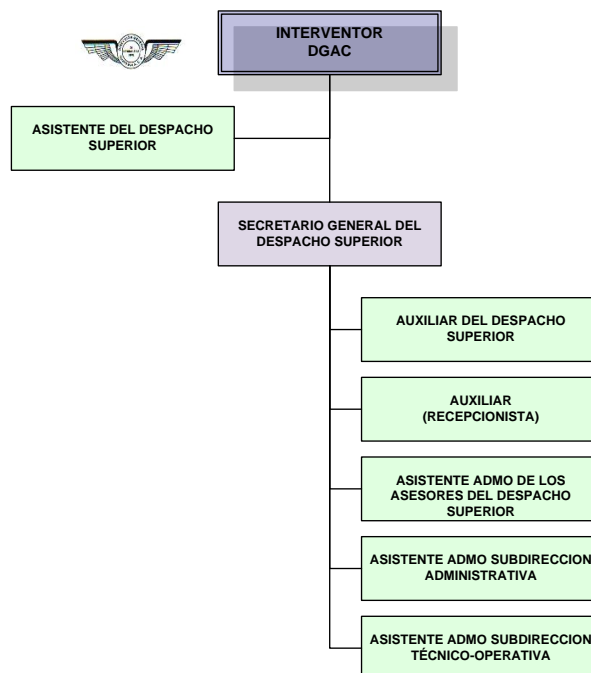 INTERVENTOR
DGAC
ASISTENTE DEL DESPACHO
SUPERIOR
SECRETARIO GENERAL DEL
DESPACHO SUPERIOR
AUXILIAR DEL DESPACHO
SUPERIOR
AUXILIAR
(RECEPCIONISTA)
ASISTENTE ADMO DE LOS
ASESORES DEL DESPACHO
SUPERIOR
ASISTENTE ADMO SUBDIRECCION
ADMINISTRATIVA
ASISTENTE ADMO SUBDIRECCION
TÉCNICO-OPERATIVA